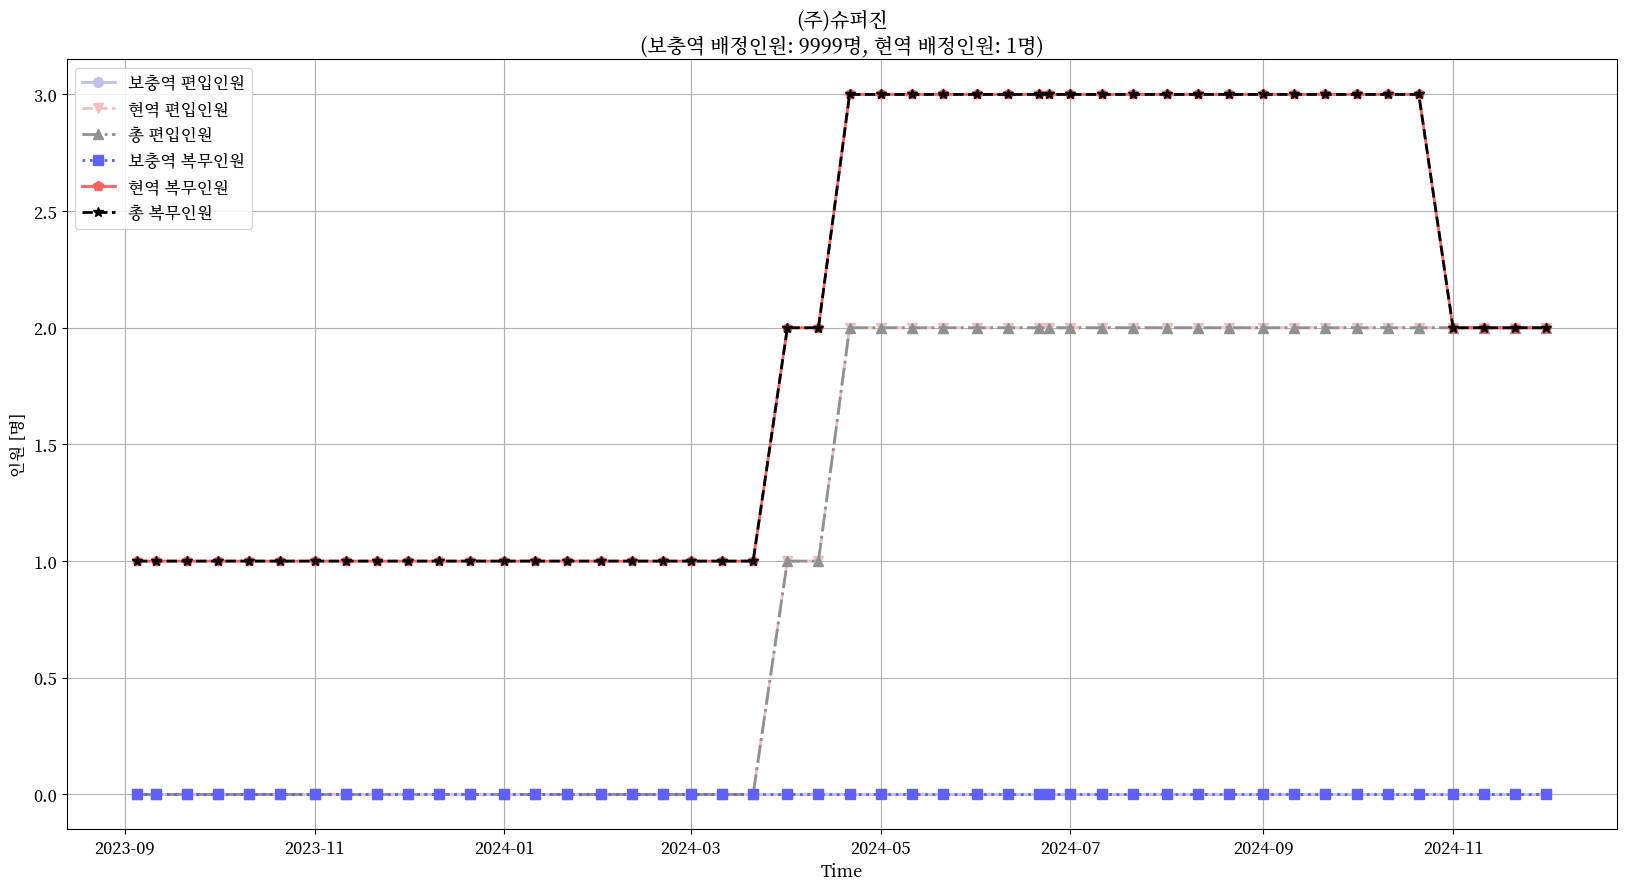 (주)슈퍼진
(보충역 배정인원: 9999명, 현역 배정인원: 1명)
보충역 편입인원
현역 편입인원
총 편입인원
보충역 복무인원
현역 복무인원
총 복무인원
3.0
2.5
2.0
1.5
1.0
0.5
0.0
인원 [명]
2023-09
2023-11
2024-01
2024-03
2024-05
2024-07
2024-09
2024-11
Time